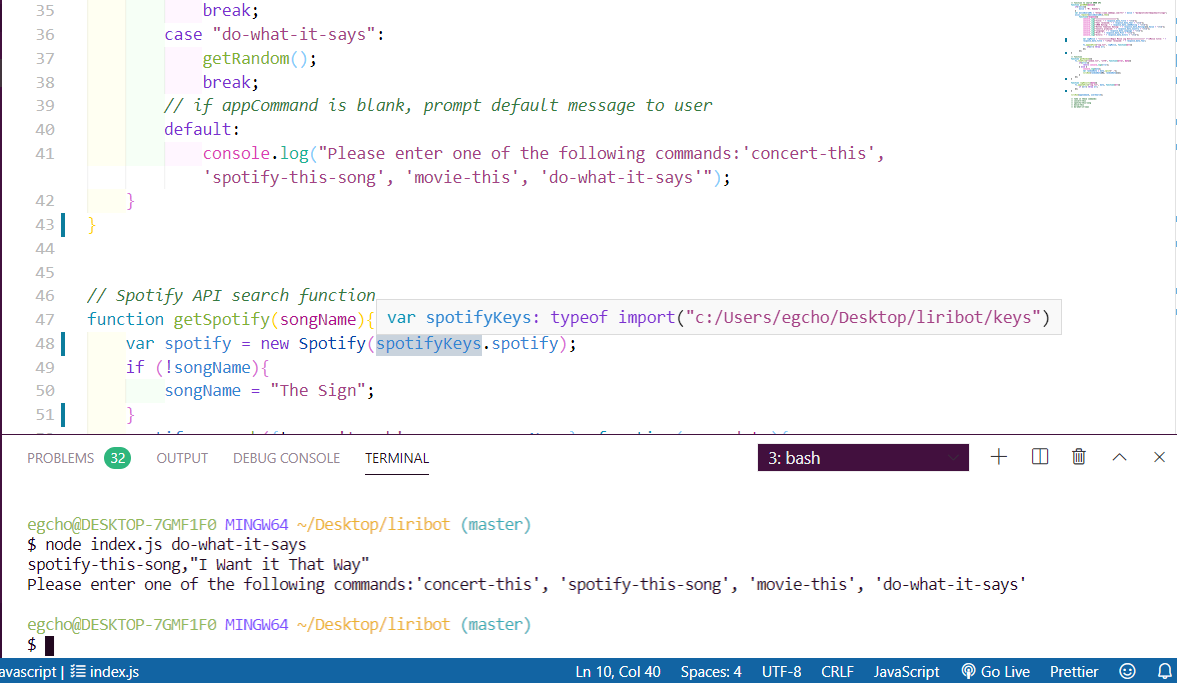 35 break;
36 case "do-what-it-says":
37 getRandom();
38 break;
39 // if appCommand is blank, prompt default message to user
40 default:
41 console.log("Please enter one of the following commands:'concert-this',
'spotify-this-song', 'movie-this', 'do-what-it-says'");
42 }
43 }
44
45
46 // Spotify API search function
47 function getSpotify(songName){
var spotifyKeys: typeof import("c:/Users/egcho/Desktop/liribot/keys")
48 var spotify = new Spotify(spotifyKeys.spotify);
49 if (!songName){
50 songName = "The Sign";
51 }
PROBLEMS 32 OUTPUT DEBUG CONSOLE TERMINAL 3: bash
egcho@DESKTOP-7GMF1F0 MINGW64 ~/Desktop/liribot (master)
$ node index.js do-what-it-says
spotify-this-song,"I Want it That Way"
Please enter one of the following commands:'concert-this', 'spotify-this-song', 'movie-this', 'do-what-it-says'
egcho@DESKTOP-7GMF1F0 MINGW64 ~/Desktop/liribot (master)
$
avascript | index.js Ln 10, Col 40 Spaces: 4 UTF-8 CRLF JavaScript Go Live Prettier